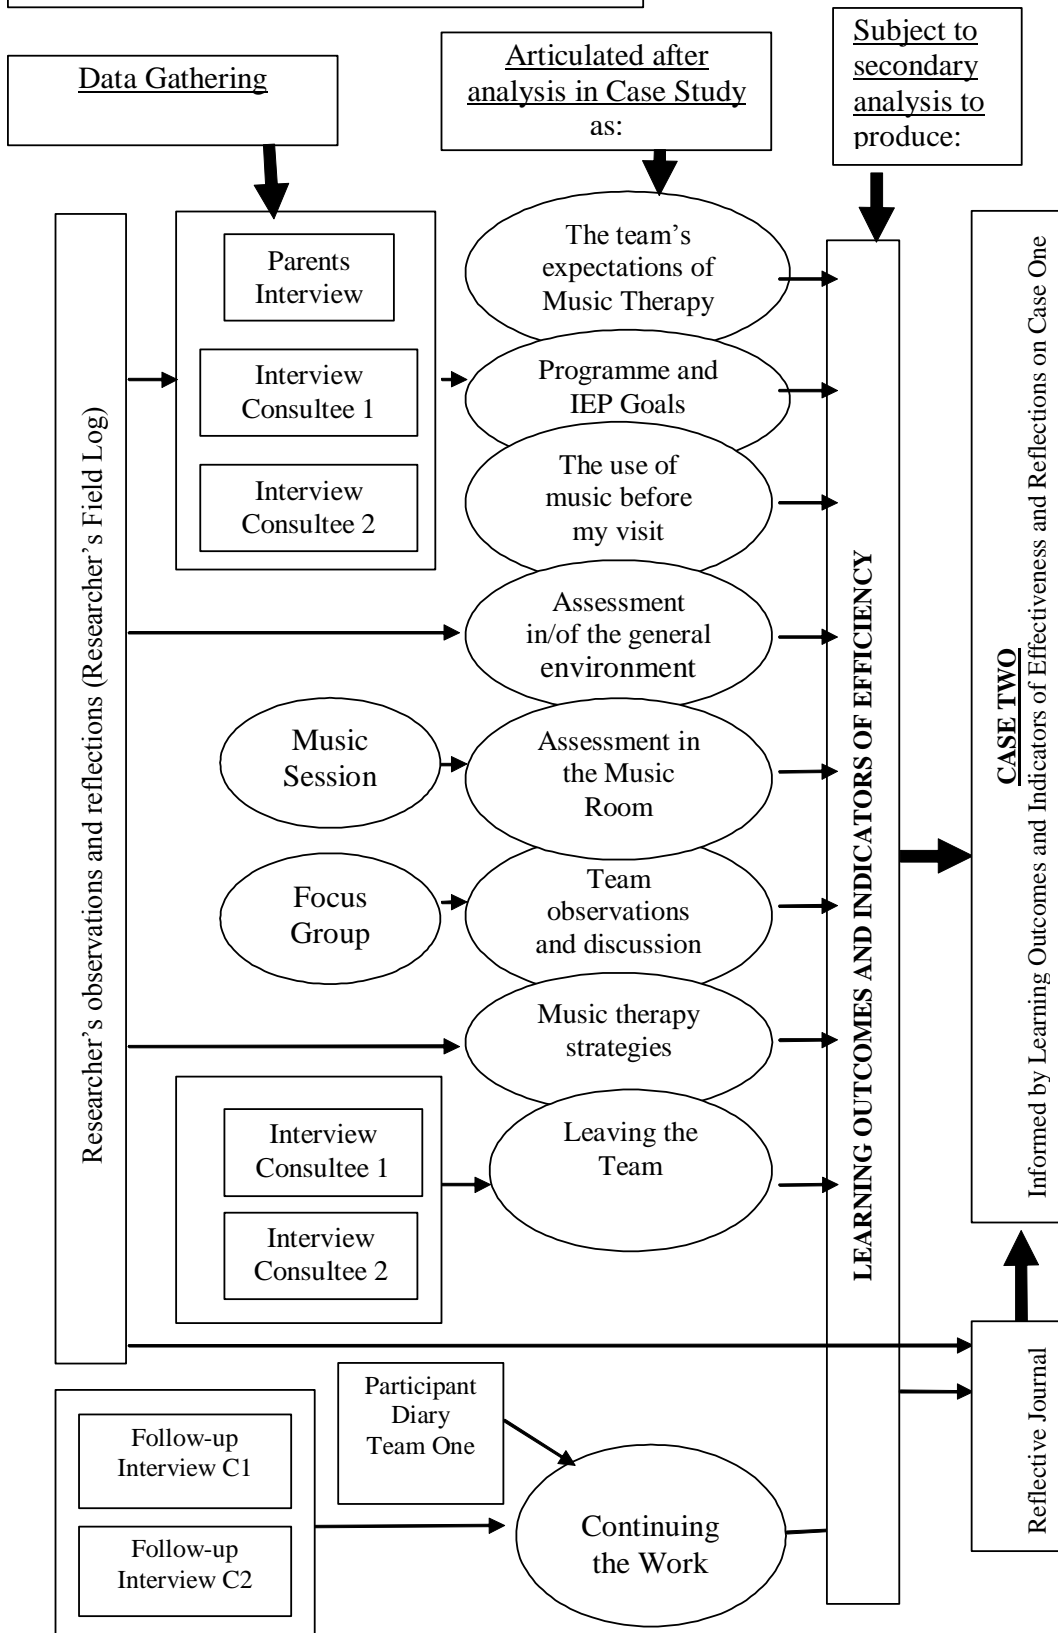 Data Gathering
Articulated after
analysis in Case Study
as:
Subject to
secondary
analysis to
produce:
Researcher’s observations and reflections (Researcher’s Field Log)
Parents
Interview
Interview
Consultee 1
Interview
Consultee 2
The team’s
expectations of
Music Therapy
Programme and
IEP Goals
The use of
music before
my visit
Assessment
in/of the general
environment
Music
Session
Assessment in
the Music
Room
Focus
Group
Team
observations
and discussion
Music therapy
strategies
Interview
Consultee 1
Interview
Consultee 2
Leaving the
Team
LEARNING OUTCOMES AND INDICATORS OF EFFICIENCY
CASE TWO
Informed by Learning Outcomes and Indicators of Effectiveness and Reflections on Case One
Reflective Journal
Participant
Diary
Team One
Follow-up
Interview C1
Follow-up
Interview C2
Continuing
the Work